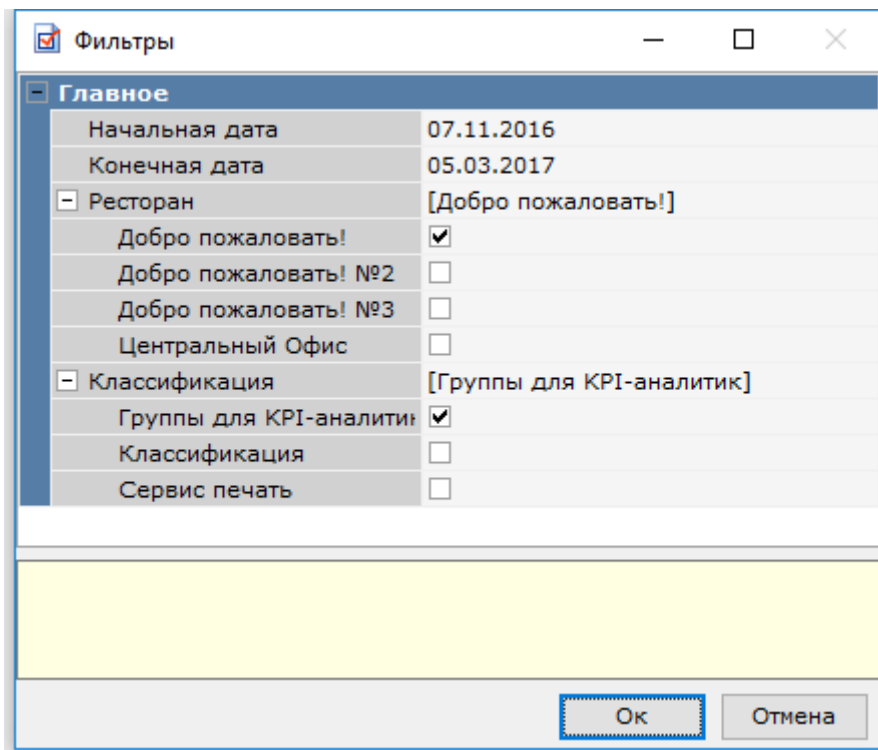 Фильтры
Главное
Начальная дата 07.11.2016
Конечная дата 05.03.2017
Ресторан [Добро пожаловать!]
Добро пожаловать!
Добро пожаловать! №2
Добро пожаловать! №3
Центральный Офис
Классификация [Группы для KPI-аналитик]
Группы для KPI-аналитик
Классификация
Сервис печать
Ок Отмена